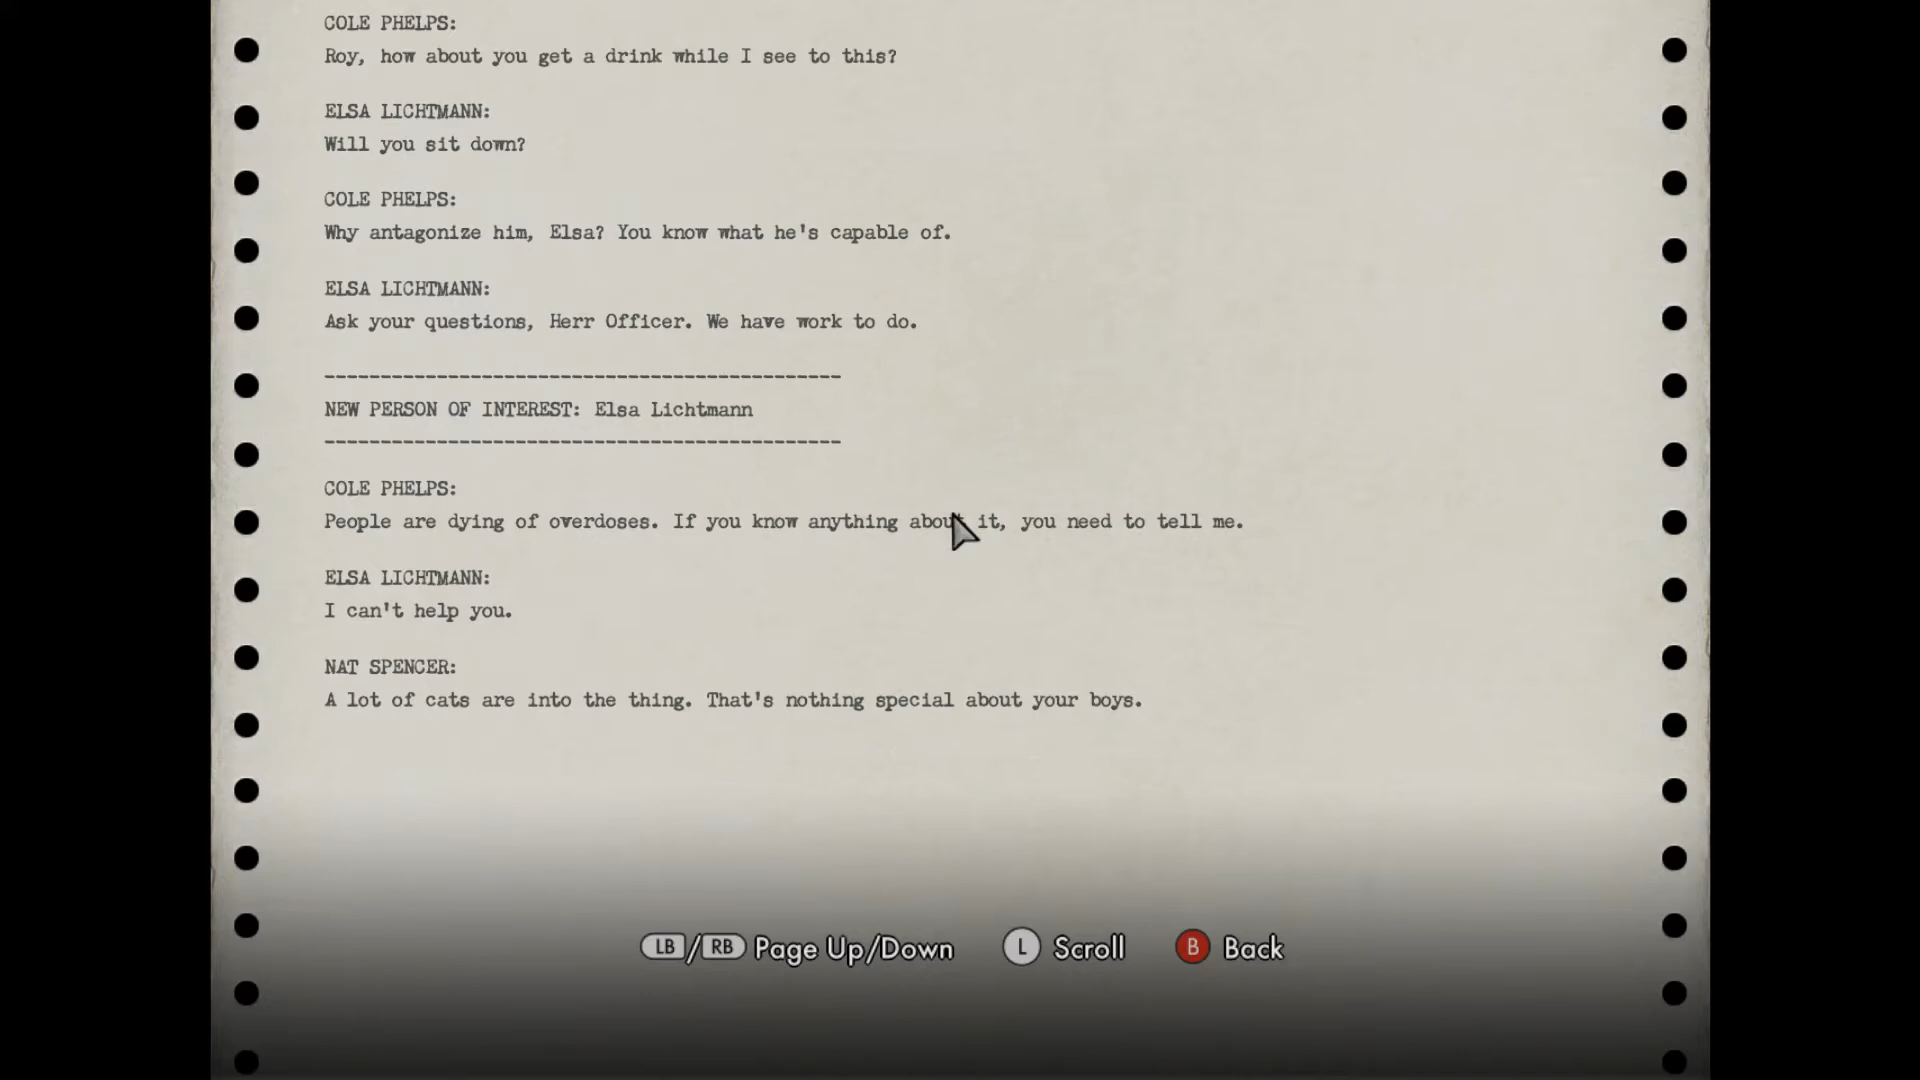 COLE PHELPS:
Roy, how about you get a drink while I see to this?
ELSA LICHTMANN:
Will you sit down?
COLE PHELPS:
Why antagonize him, Elsa? You know what he's capable of.
ELSA LICHTMANN:
Ask your questions, Herr Officer. We have work to do.
----------------------------------------------
NEW PERSON OF INTEREST: Elsa Lichtmann
----------------------------------------------
COLE PHELPS:
People are dying of overdoses. If you know anything about it, you need to tell me.
ELSA LICHTMANN:
I can't help you.
NAT SPENCER:
A lot of cats are into the thing. That's nothing special about your boys.
LB/RB Page Up/Down L Scroll B Back